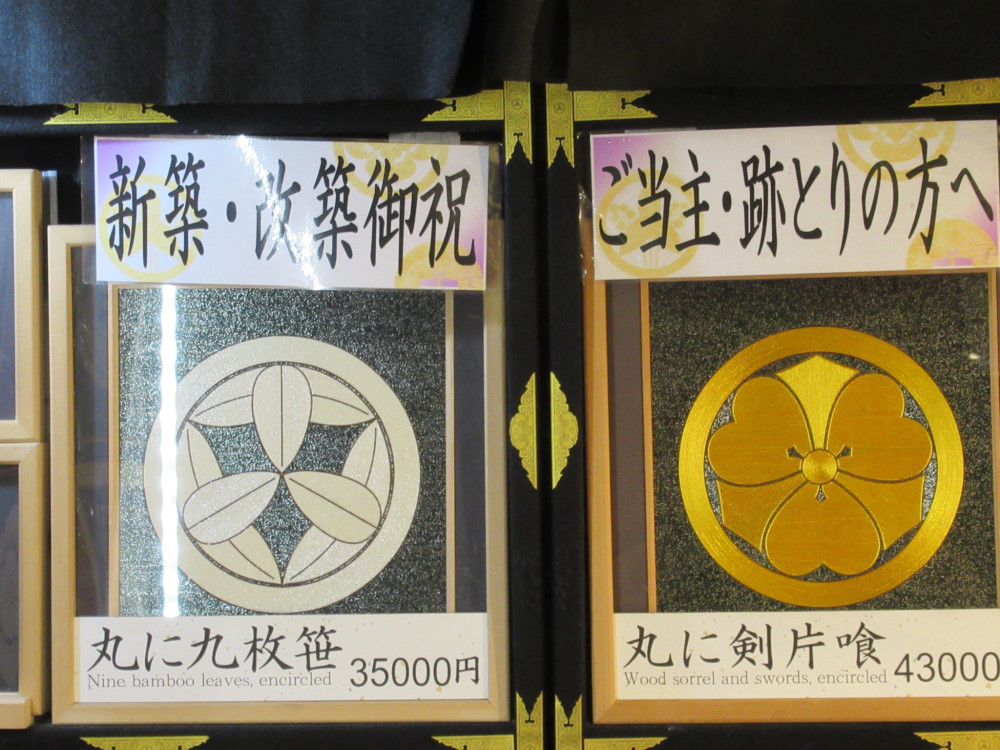 新築・改築御祝
丸に九枚笹
Nine bamboo leaves, encircled
35000円
ご当主・跡とりの方へ
丸に剣片喰
Wood sorrel and swords, encircled
43000